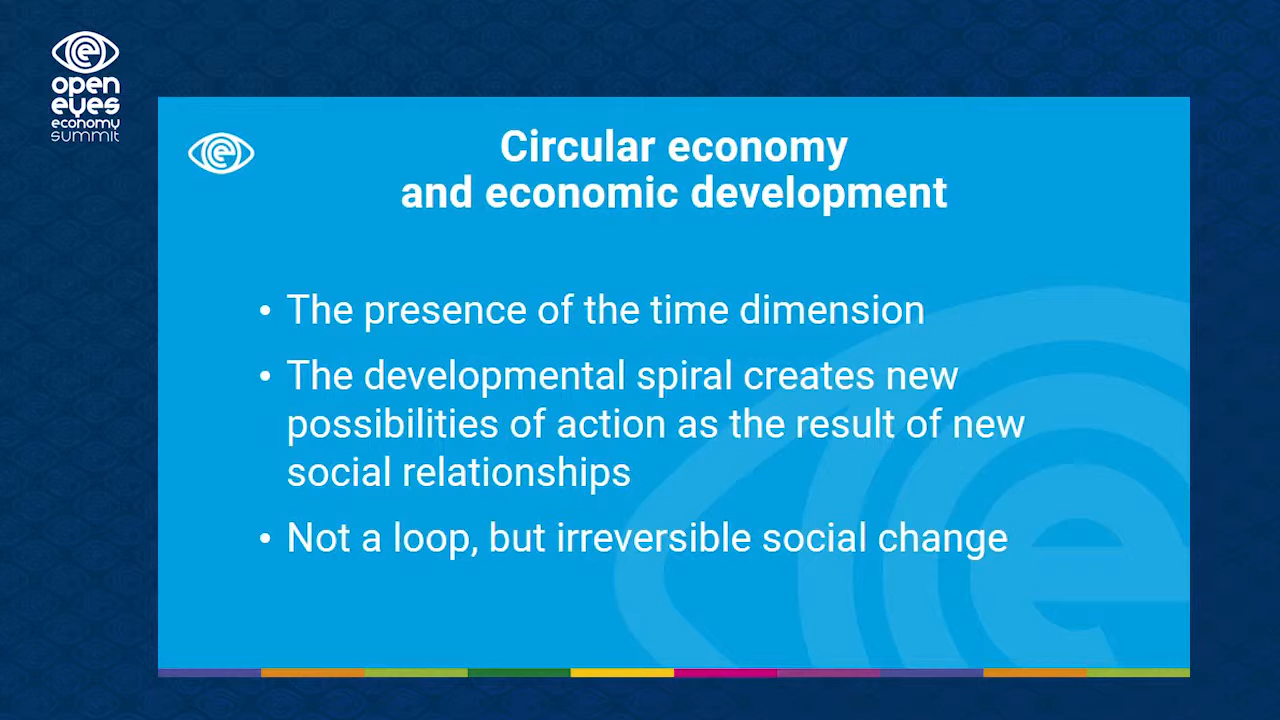 open
eyes
economy
summit
Circular economy
and economic development
• The presence of the time dimension
• The developmental spiral creates new
possibilities of action as the result of new
social relationships
• Not a loop, but irreversible social change